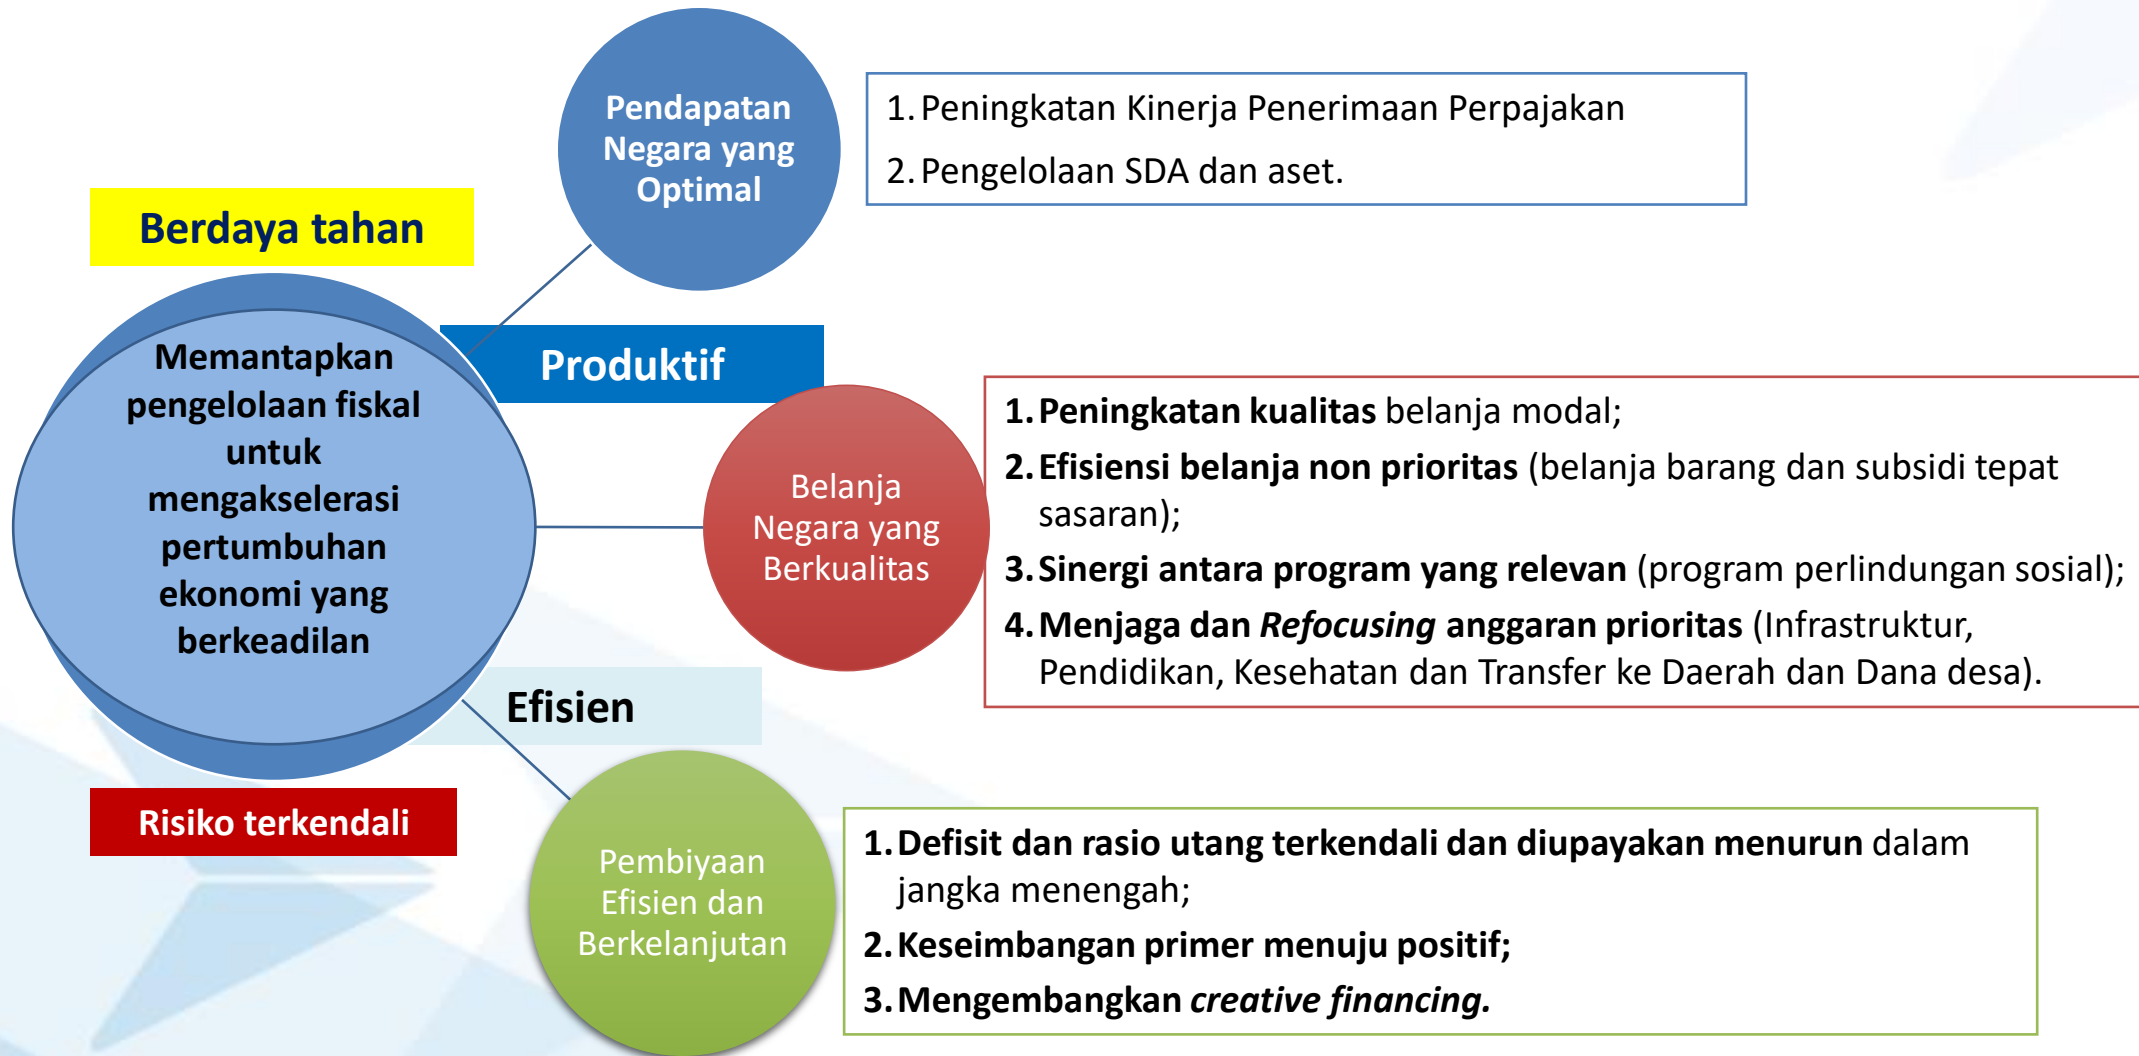 Pendapatan
Negara yang
Optimal
1. Peningkatan Kinerja Penerimaan Perpajakan
2. Pengelolaan SDA dan aset.
Berdaya tahan
Memantapkan
pengelolaan fiskal
untuk
mengakselerasi
pertumbuhan
ekonomi yang
berkeadilan
Produktif
Belanja
Negara yang
Berkualitas
1. Peningkatan kualitas belanja modal;
2. Efisiensi belanja non prioritas (belanja barang dan subsidi tepat
sasaran);
3. Sinergi antara program yang relevan (program perlindungan sosial);
4. Menjaga dan Refocusing anggaran prioritas (Infrastruktur,
Pendidikan, Kesehatan dan Transfer ke Daerah dan Dana desa).
Efisien
Risiko terkendali
Pembiyaan
Efisien dan
Berkelanjutan
1. Defisit dan rasio utang terkendali dan diupayakan menurun dalam
jangka menengah;
2. Keseimbangan primer menuju positif;
3. Mengembangkan creative financing.